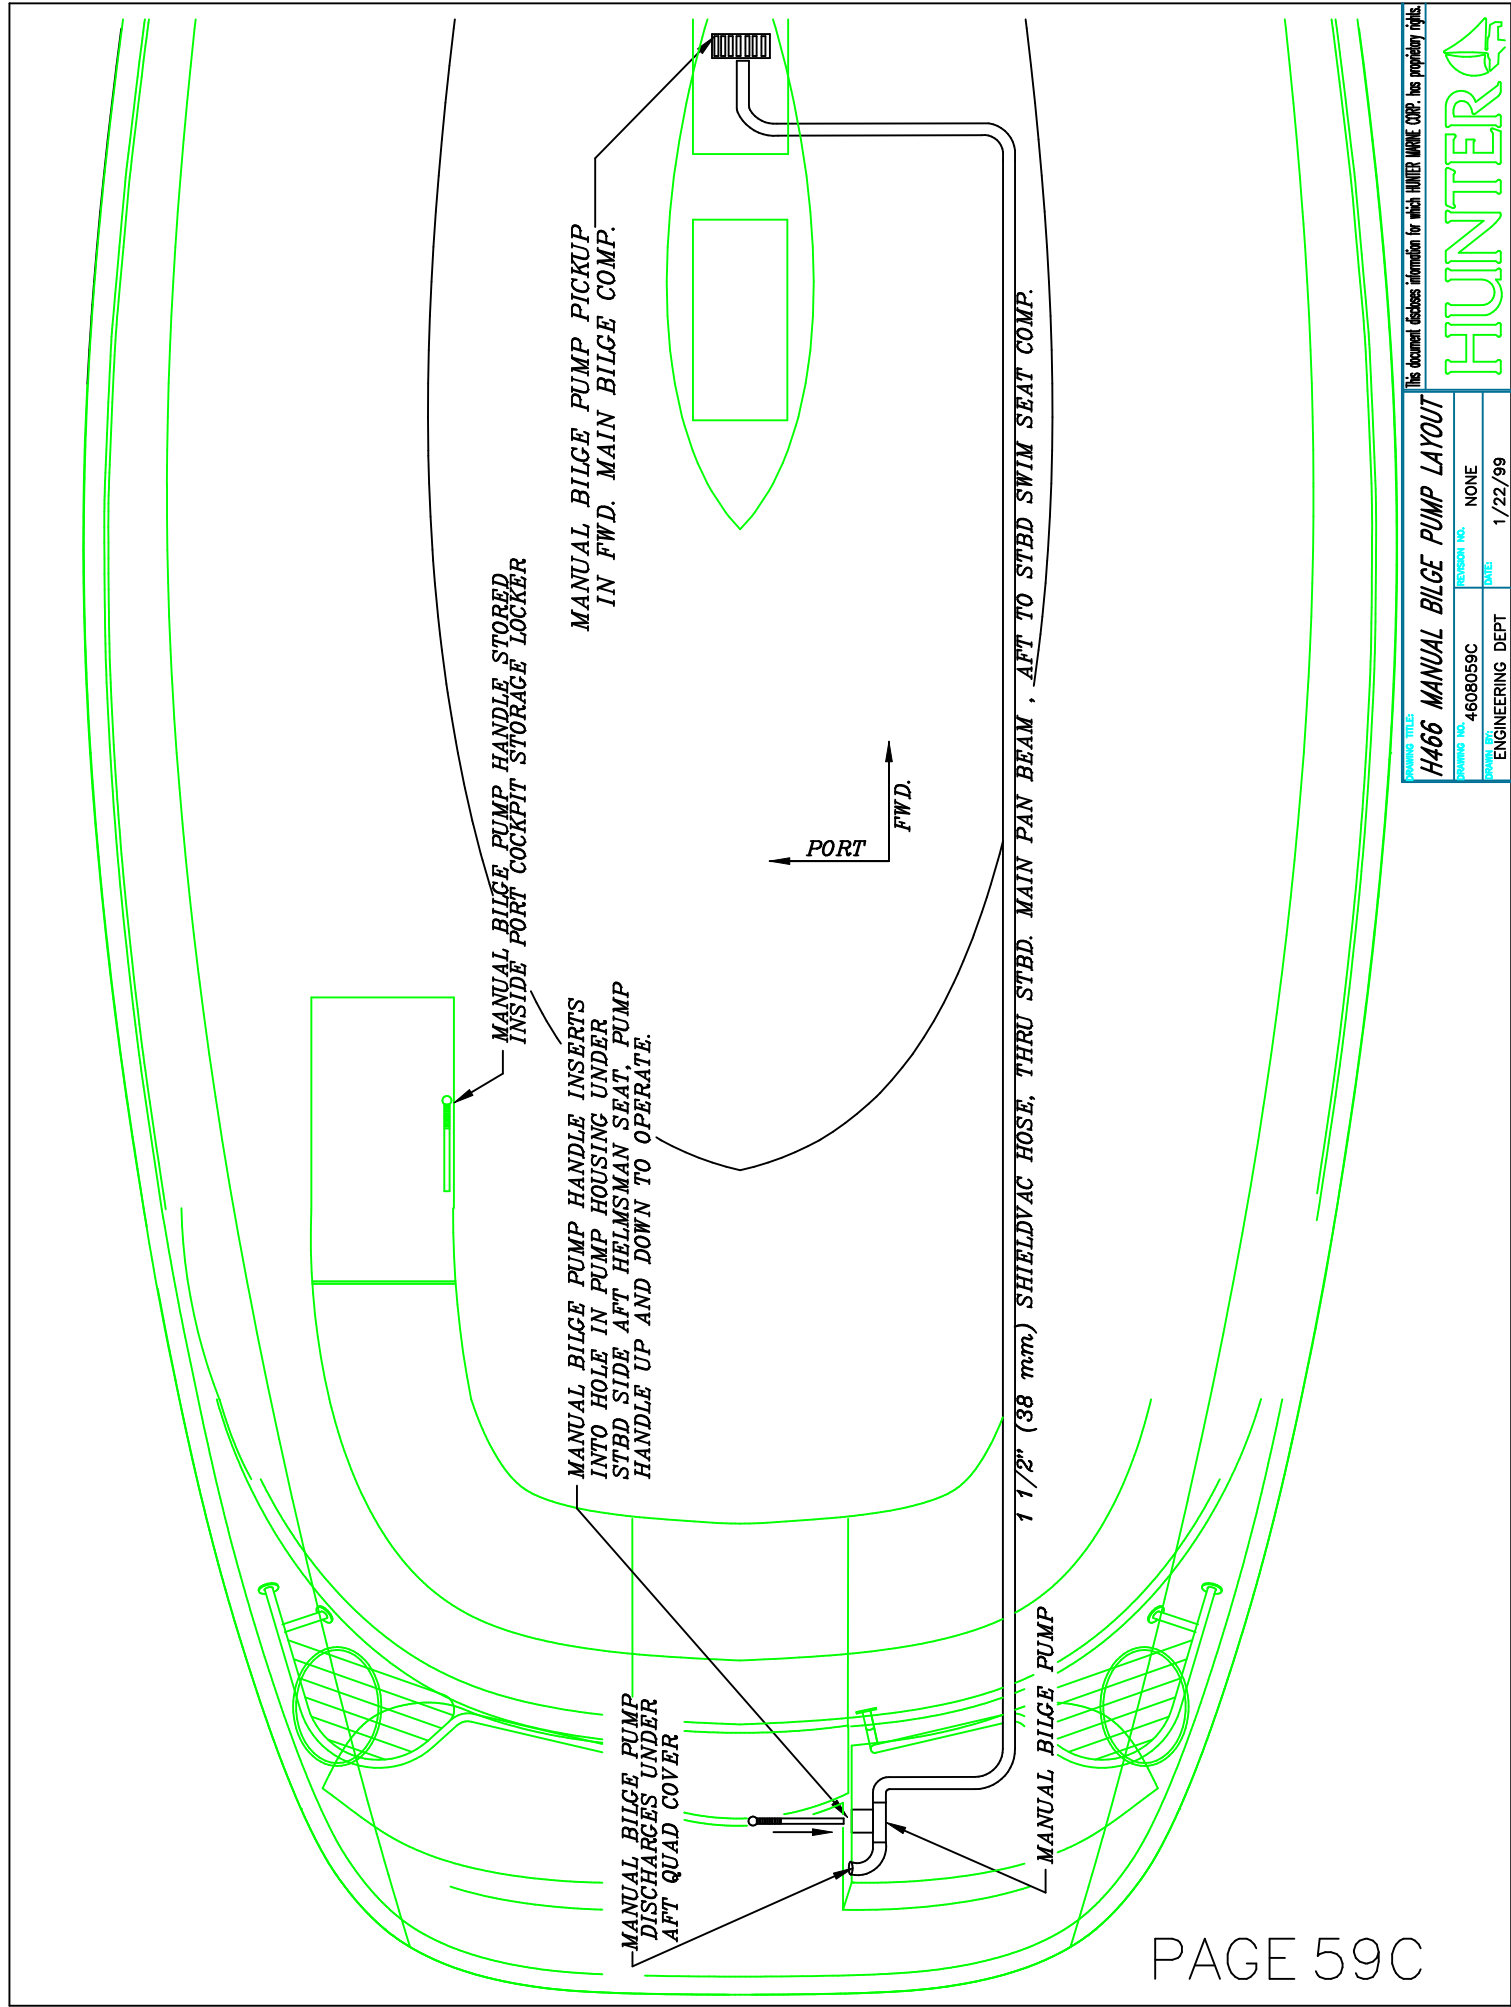 MANUAL BILGE PUMP PICKUP
IN FWD. MAIN BILGE COMP.
MANUAL BILGE PUMP HANDLE STORED
INSIDE PORT COCKPIT STORAGE LOCKER
MANUAL BILGE PUMP HANDLE INSERTS
INTO HOLE IN PUMP HOUSING UNDER
STBD SIDE AFT HELMSMAN SEAT, PUMP
HANDLE UP AND DOWN TO OPERATE.
MANUAL BILGE PUMP
DISCHARGES UNDER
AFT QUAD COVER
PORT
FWD.
1 1/2" (38 mm) SHIELDVAC HOSE, THRU STBD. MAIN PAN BEAM , AFT TO STBD SWIM SEAT COMP.
MANUAL BILGE PUMP
DRAWING TITLE:
H466 MANUAL BILGE PUMP LAYOUT
DRAWING NO.
4608059C
REVISION NO.
NONE
DRAWN BY:
ENGINEERING DEPT
DATE:
1/22/99
This document discloses information for which HUNTER MARINE CORP. has proprietary rights.
HUNTER
PAGE 59C